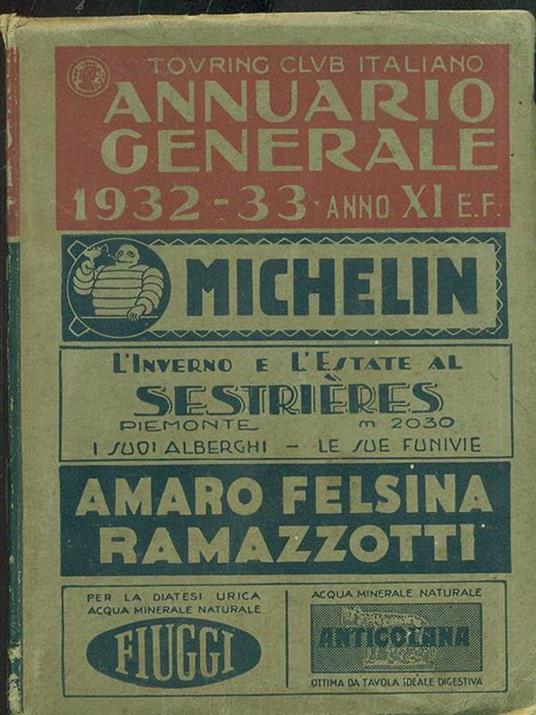 TOVRING CLVB ITALIANO
ANNUARIO
GENERALE
1932-33 ANNO XI E.F.
MICHELIN
L'INVERNO E L'ESTATE AL
SESTRIÈRES
PIEMONTE m 2030
I SUOI ALBERGHI - LE SUE FUNIVIE
AMARO FELSINA
RAMAZZOTTI
PER LA DIATESI URICA
ACQUA MINERALE NATURALE
FIUGGI
ACQUA MINERALE NATURALE
ANTICOLANA
OTTIMA DA TAVOLA IDEALE DIGESTIVA